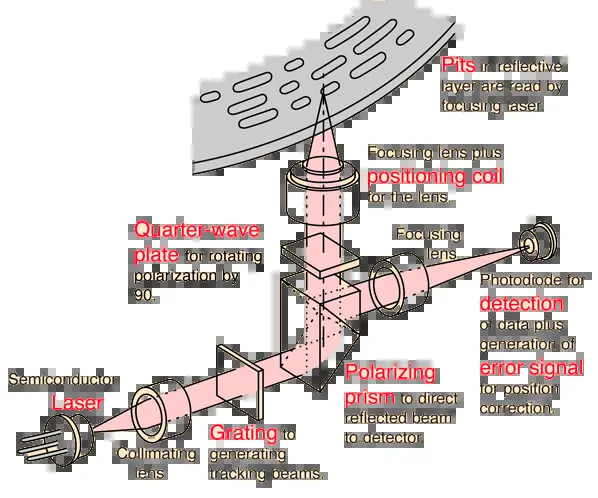 Pits in reflective
layer are read by
focusing laser.
Focusing lens plus
positioning coil
for the lens.
Quarter-wave
plate for rotating
polarization by
90.
Focusing
lens
Photodiode for
detection
of data plus
generation of
error signal
for position
correction.
Semiconductor
Laser
Collimating
lens
Grating to
generating
tracking beams.
Polarizing
prism to direct
reflected beam
to detector.